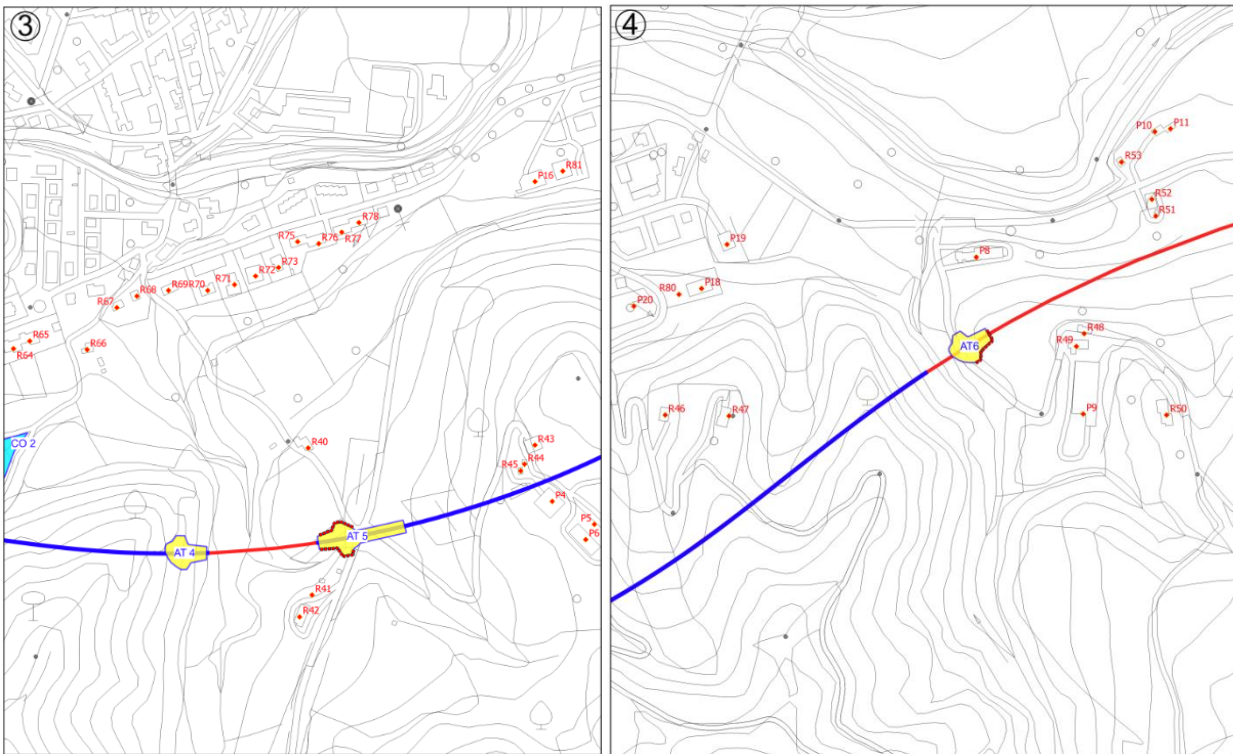 ③
R81
P16
R78
R75
R76
R77
R73
R72
R71
R69R70
R68
R67
R65
R64
R66
R40
R43
R44
R45
CO 2
P4
P5
P6
AT 4
AT 5
R41
R42
④
P10
P11
R53
R52
R51
P19
P8
P18
R80
P20
R48
AT6
R49
R46
R47
P9
R50